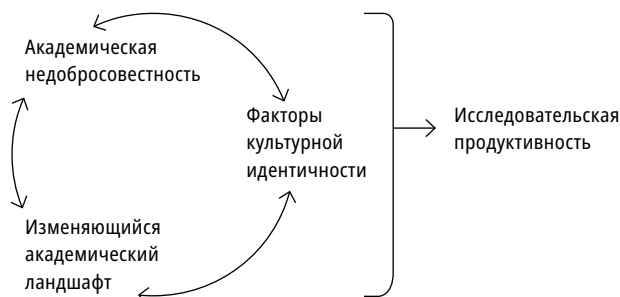 Академическая
недобросовестность
Факторы
культурной
идентичности
Исследовательская
продуктивность
Изменяющийся
академический
ландшафт